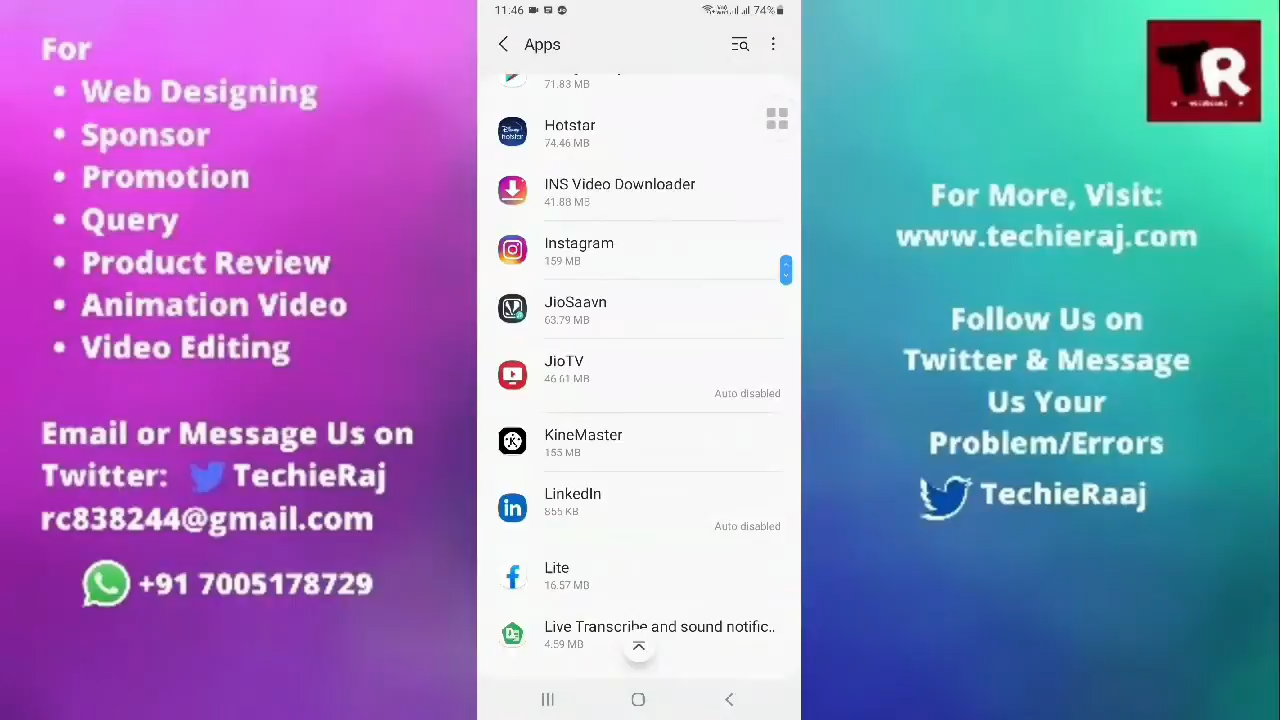 For
• Web Designing
• Sponsor
• Promotion
• Query
• Product Review
• Animation Video
• Video Editing
Email or Message Us on
Twitter: TechieRaj
rc838244@gmail.com
+91 7005178729
11:46
74%
Apps
71.83 MB
Hotstar
74.46 MB
INS Video Downloader
41.88 MB
Instagram
159 MB
JioSaavn
63.79 MB
JioTV
46.61 MB
Auto disabled
KineMaster
155 MB
LinkedIn
855 KB
Auto disabled
Lite
16.57 MB
Live Transcribe and sound notific..
4.59 MB
TR
For More, Visit:
www.techieraj.com
Follow Us on
Twitter & Message
Us Your
Problem/Errors
TechieRaaj